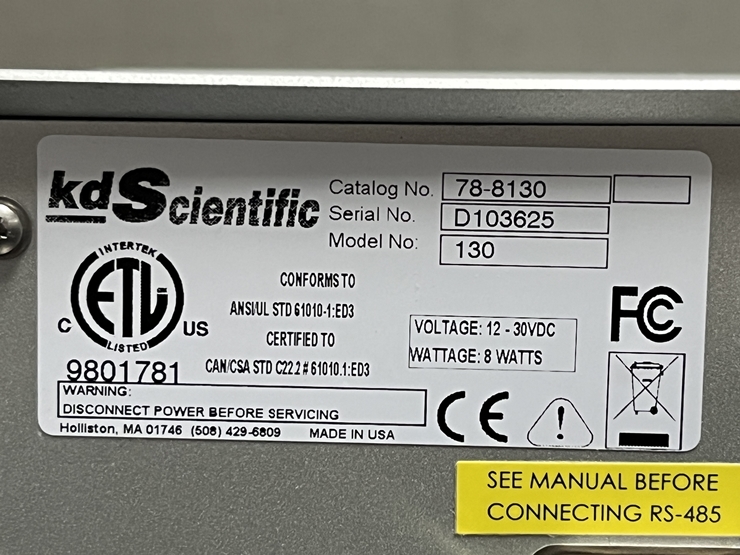 kdScientific
Catalog No. 78-8130
Serial No. D103625
Model No: 130
INTERTEK
ETL
LISTED
C US
9801781
CONFORMS TO
ANSI/UL STD 61010-1:ED3
CERTIFIED TO
CAN/CSA STD C22.2 # 61010.1:ED3
VOLTAGE: 12 - 30VDC
WATTAGE: 8 WATTS
FC
WARNING:
DISCONNECT POWER BEFORE SERVICING
Holliston, MA 01746 (508) 429-6809 MADE IN USA
CE
!
SEE MANUAL BEFORE
CONNECTING RS-485